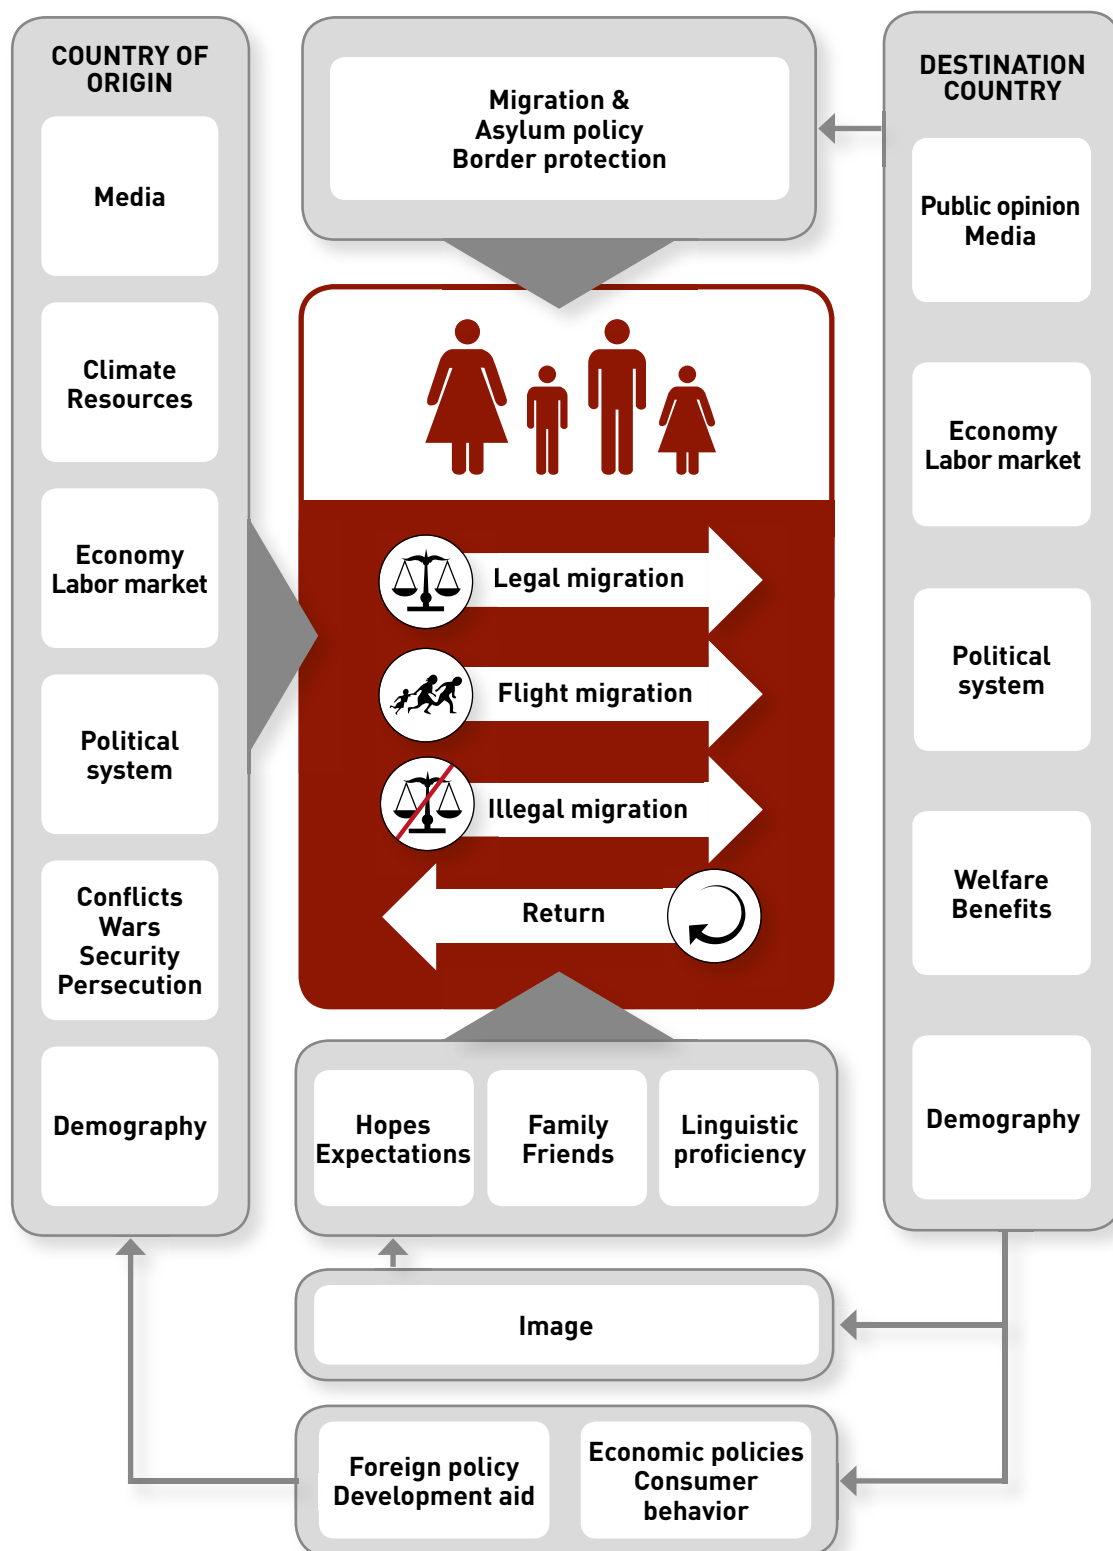 COUNTRY OF
ORIGIN
Media
Climate
Resources
Economy
Labor market
Political
system
Conflicts
Wars
Security
Persecution
Demography
Migration &
Asylum policy
Border protection
Legal migration
Flight migration
Illegal migration
Return
Hopes
Expectations
Family
Friends
Linguistic
proficiency
Image
Foreign policy
Development aid
Economic policies
Consumer
behavior
DESTINATION
COUNTRY
Public opinion
Media
Economy
Labor market
Political
system
Welfare
Benefits
Demography